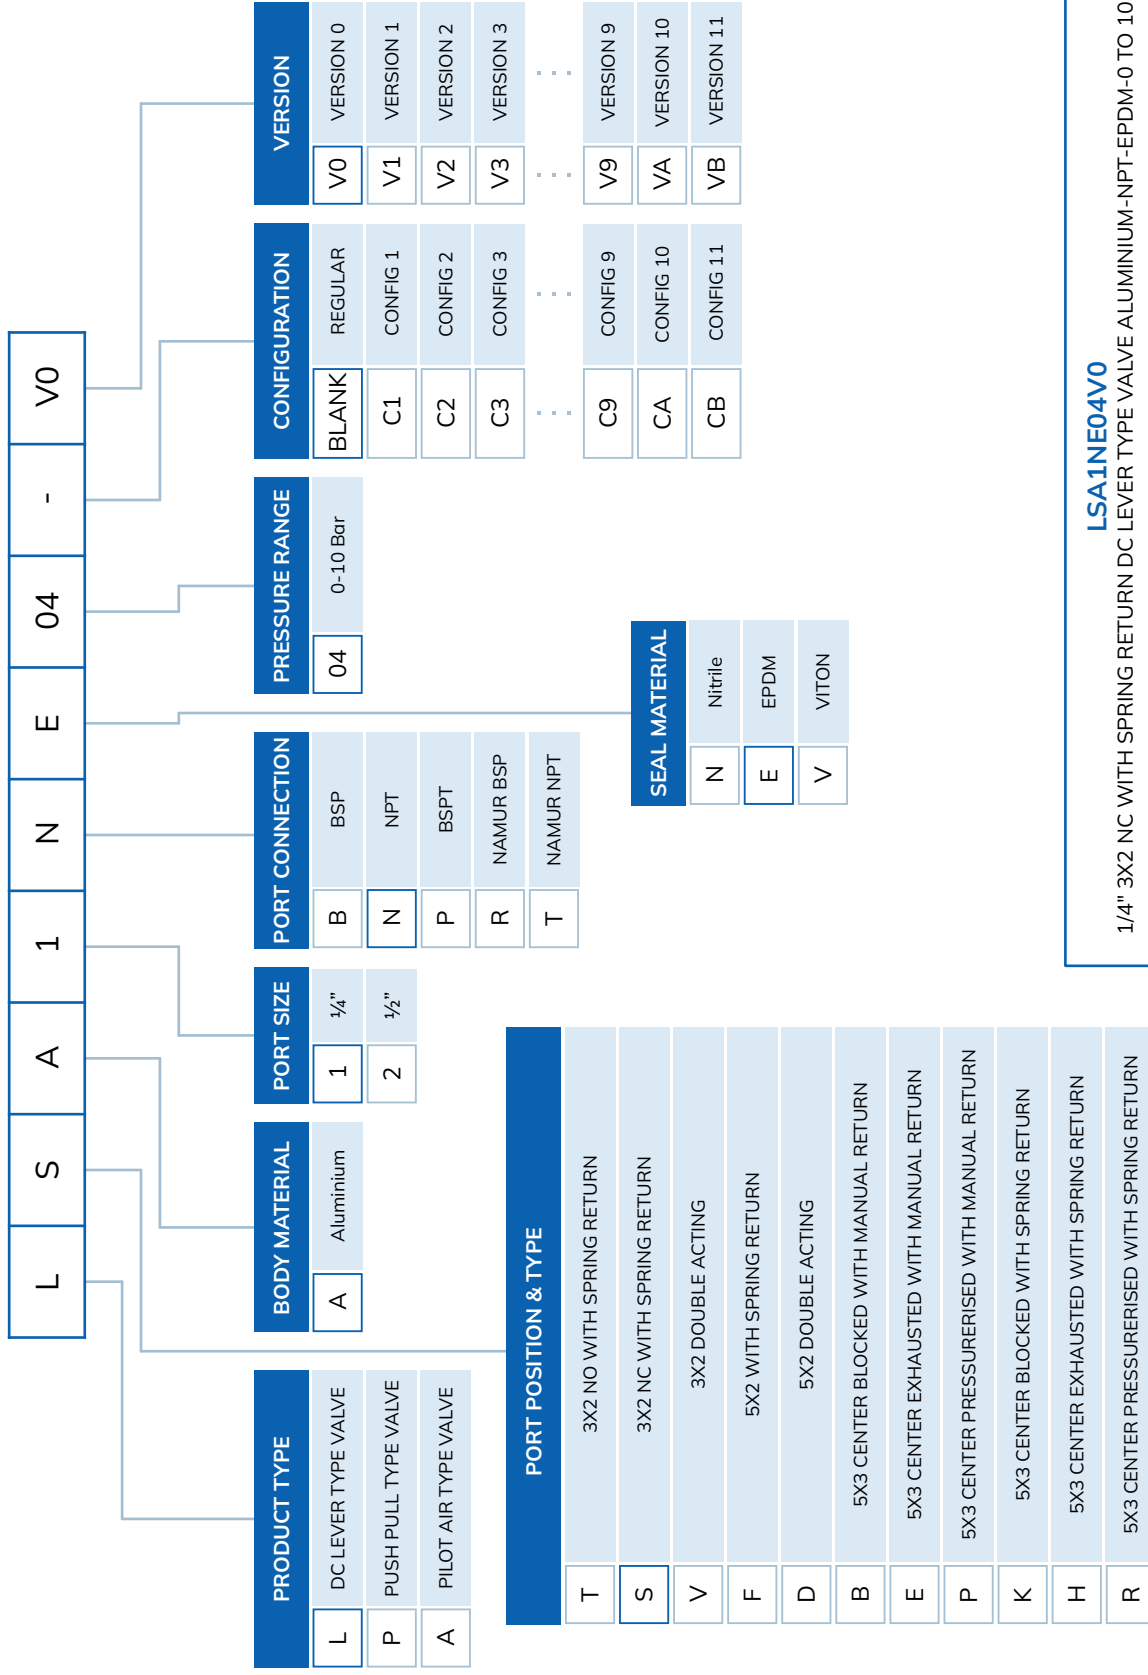 L S A 1 N E 04 - V0
PRODUCT TYPE
L DC LEVER TYPE VALVE
P PUSH PULL TYPE VALVE
A PILOT AIR TYPE VALVE
PORT POSITION & TYPE
T 3X2 NO WITH SPRING RETURN
S 3X2 NC WITH SPRING RETURN
V 3X2 DOUBLE ACTING
F 5X2 WITH SPRING RETURN
D 5X2 DOUBLE ACTING
B 5X3 CENTER BLOCKED WITH MANUAL RETURN
E 5X3 CENTER EXHAUSTED WITH MANUAL RETURN
P 5X3 CENTER PRESSURERISED WITH MANUAL RETURN
K 5X3 CENTER BLOCKED WITH SPRING RETURN
H 5X3 CENTER EXHAUSTED WITH SPRING RETURN
R 5X3 CENTER PRESSURERISED WITH SPRING RETURN
BODY MATERIAL
A Aluminium
PORT SIZE
1 ¼”
2 ½”
PORT CONNECTION
B BSP
N NPT
P BSPT
R NAMUR BSP
T NAMUR NPT
SEAL MATERIAL
N Nitrile
E EPDM
V VITON
PRESSURE RANGE
04 0-10 Bar
CONFIGURATION
BLANK REGULAR
C1 CONFIG 1
C2 CONFIG 2
C3 CONFIG 3
... ...
C9 CONFIG 9
CA CONFIG 10
CB CONFIG 11
VERSION
V0 VERSION 0
V1 VERSION 1
V2 VERSION 2
V3 VERSION 3
... ...
V9 VERSION 9
VA VERSION 10
VB VERSION 11
LSA1NE04V0
1/4" 3X2 NC WITH SPRING RETURN DC LEVER TYPE VALVE ALUMINIUM-NPT-EPDM-0 TO 10